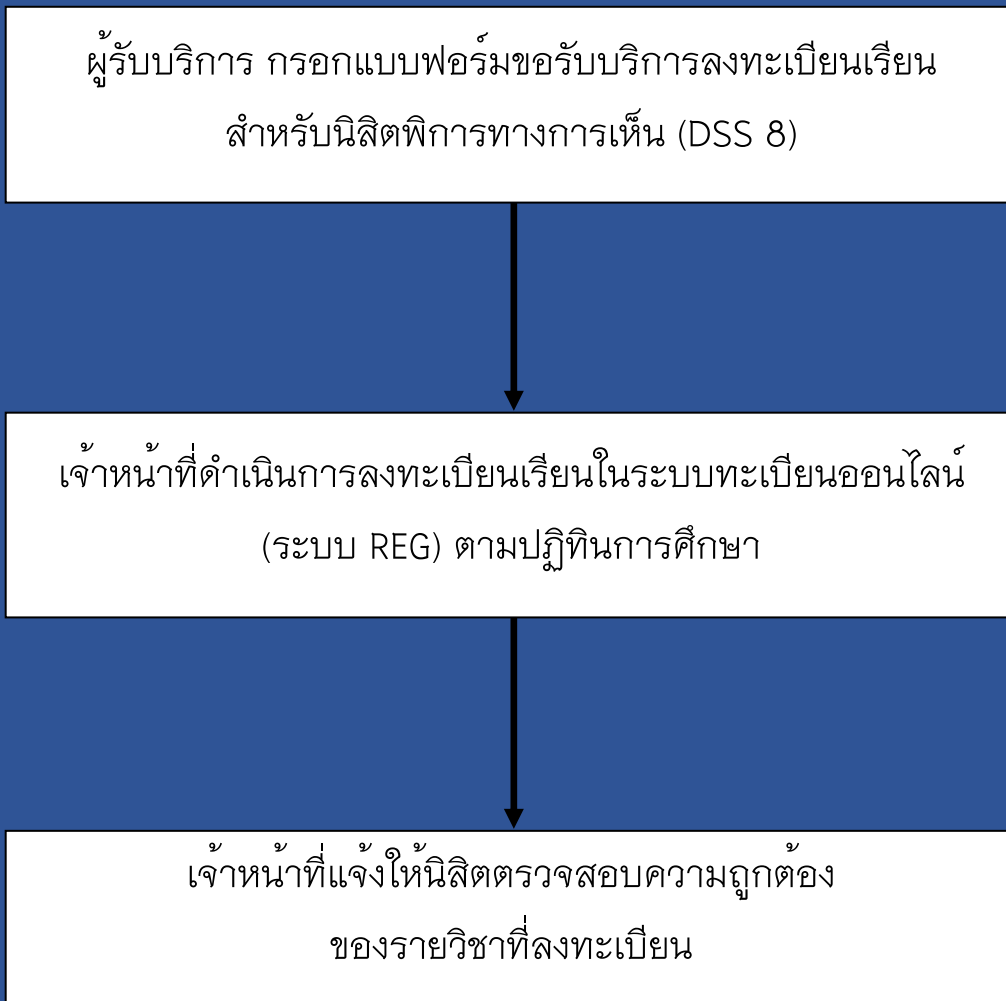 ผู้รับบริการ กรอกแบบฟอร์มขอรับบริการลงทะเบียนเรียน
สำหรับนิสิตพิการทางการเห็น (DSS 8)
เจ้าหน้าที่ดำเนินการลงทะเบียนเรียนในระบบทะเบียนออนไลน์
(ระบบ REG) ตามปฏิทินการศึกษา
เจ้าหน้าที่แจ้งให้นิสิตตรวจสอบความถูกต้อง
ของรายวิชาที่ลงทะเบียน